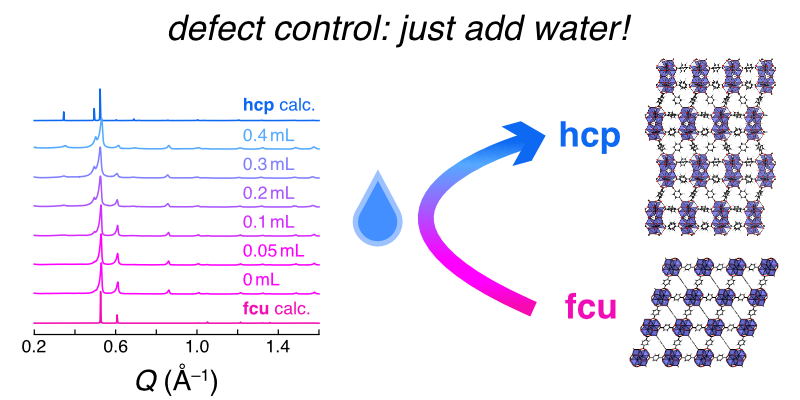 defect control: just add water!
hcp calc.
0.4 mL
0.3 mL
0.2 mL
0.1 mL
0.05 mL
0 mL
fcu calc.
0.2 0.6 1.0 1.4
Q (Å⁻¹)
hcp
fcu